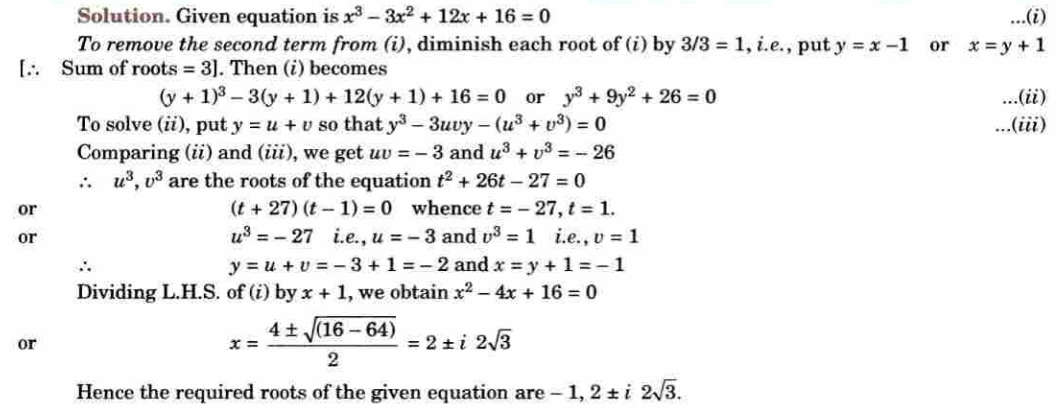 Solution. Given equation is x³ – 3x² + 12x + 16 = 0 ...(i)
To remove the second term from (i), diminish each root of (i) by 3/3 = 1, i.e., put y = x –1 or x = y + 1
[∴ Sum of roots = 3]. Then (i) becomes
(y + 1)³ – 3(y + 1) + 12(y + 1) + 16 = 0 or y³ + 9y² + 26 = 0 ...(ii)
To solve (ii), put y = u + v so that y³ – 3uvy – (u³ + v³) = 0 ...(iii)
Comparing (ii) and (iii), we get uv = – 3 and u³ + v³ = – 26
∴ u³, v³ are the roots of the equation t² + 26t – 27 = 0
or (t + 27) (t – 1) = 0 whence t = – 27, t = 1.
or u³ = – 27 i.e., u = – 3 and v³ = 1 i.e., v = 1
∴ y = u + v = – 3 + 1 = – 2 and x = y + 1 = – 1
Dividing L.H.S. of (i) by x + 1, we obtain x² – 4x + 16 = 0
or x = (4 ± √(16 – 64))/2 = 2 ± i 2√3
Hence the required roots of the given equation are – 1, 2 ± i 2√3.